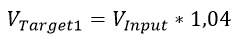 V_Target1 = V_Input * 1,04